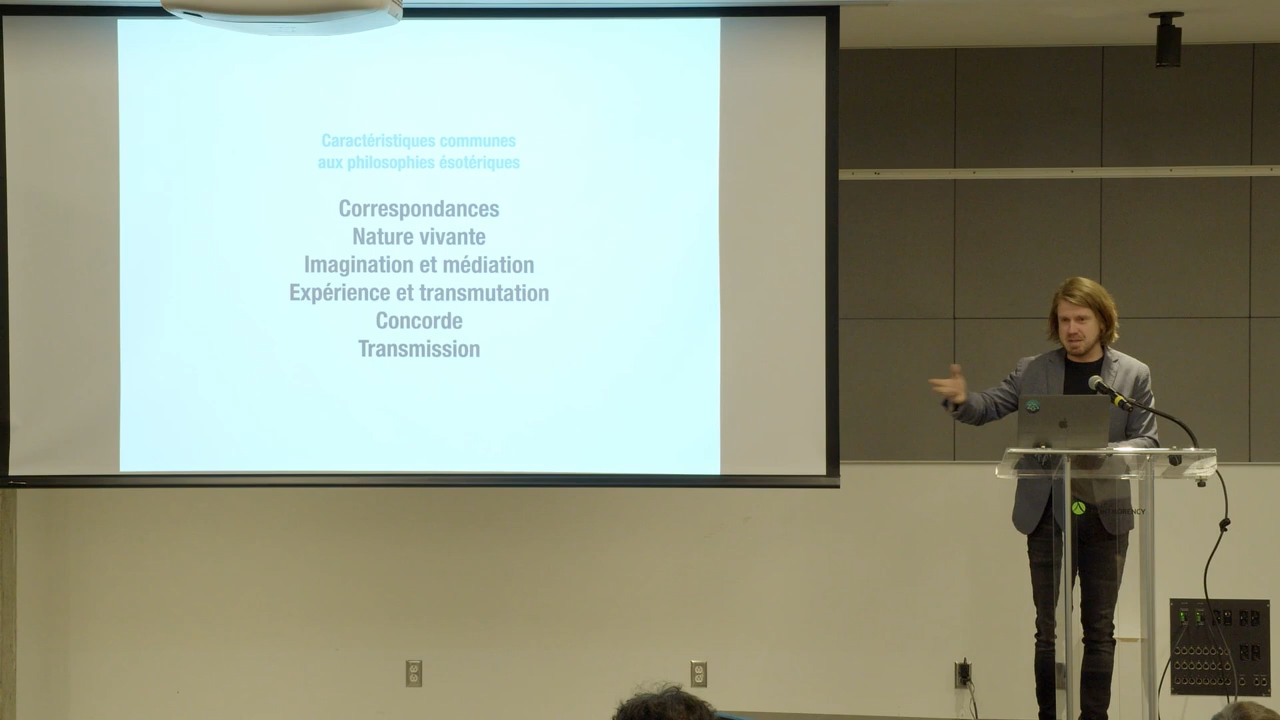 Caractéristiques communes
aux philosophies ésotériques
Correspondances
Nature vivante
Imagination et médiation
Expérience et transmutation
Concorde
Transmission